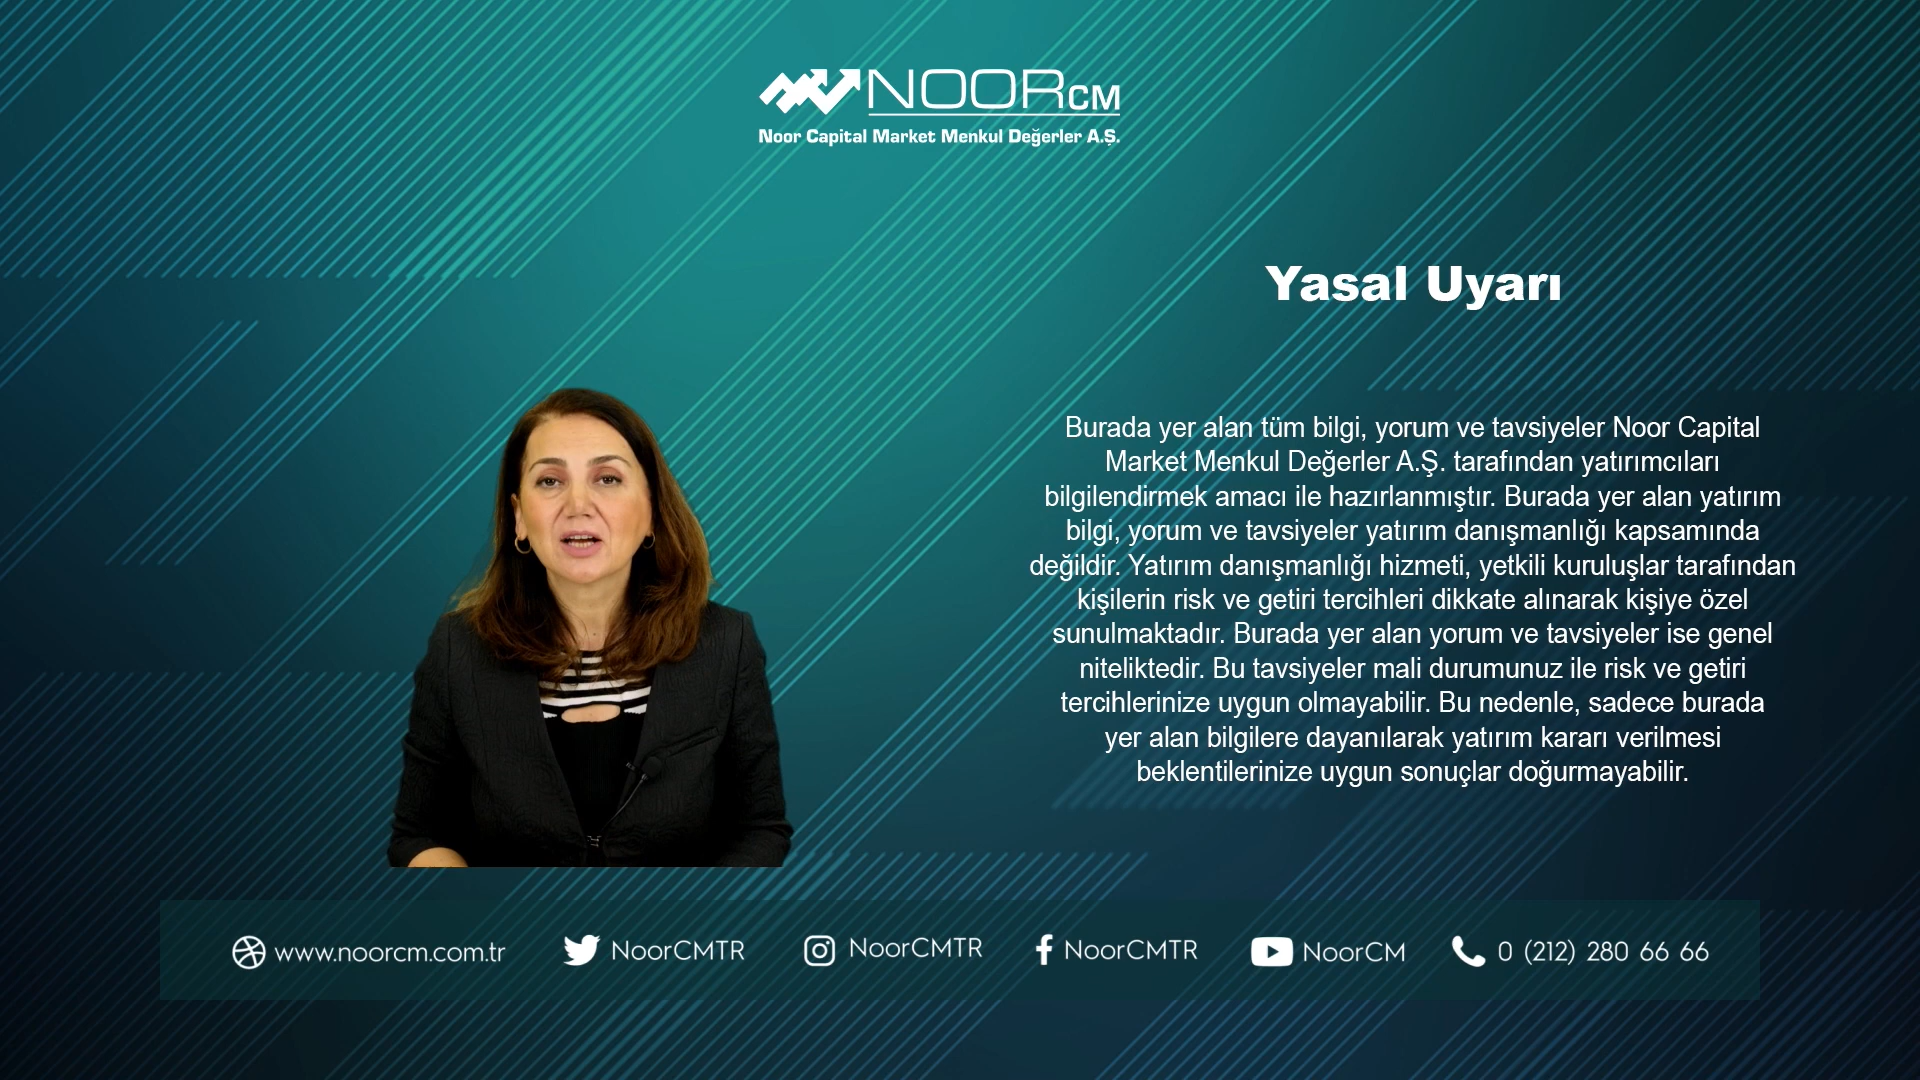 NOORCM
Noor Capital Market Menkul Değerler A.Ş.
Yasal Uyarı
Burada yer alan tüm bilgi, yorum ve tavsiyeler Noor Capital
Market Menkul Değerler A.Ş. tarafından yatırımcıları
bilgilendirmek amacı ile hazırlanmıştır. Burada yer alan yatırım
bilgi, yorum ve tavsiyeler yatırım danışmanlığı kapsamında
değildir. Yatırım danışmanlığı hizmeti, yetkili kuruluşlar tarafından
kişilerin risk ve getiri tercihleri dikkate alınarak kişiye özel
sunulmaktadır. Burada yer alan yorum ve tavsiyeler ise genel
niteliktedir. Bu tavsiyeler mali durumunuz ile risk ve getiri
tercihlerinize uygun olmayabilir. Bu nedenle, sadece burada
yer alan bilgilere dayanılarak yatırım kararı verilmesi
beklentilerinize uygun sonuçlar doğurmayabilir.
www.noorcm.com.tr NoorCMTR NoorCMTR NoorCMTR NoorCM 0 (212) 280 66 66